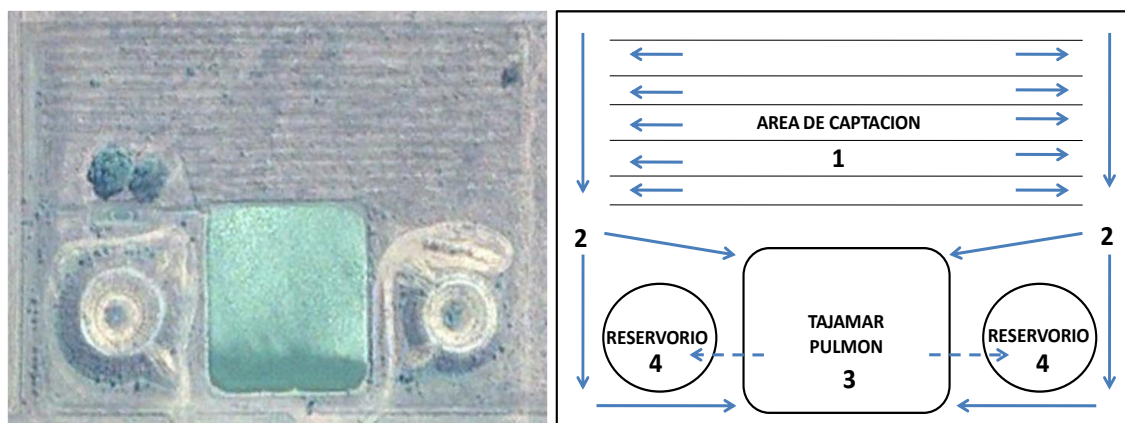 AREA DE CAPTACION
1
2
2
RESERVORIO
4
TAJAMAR
PULMON
3
RESERVORIO
4